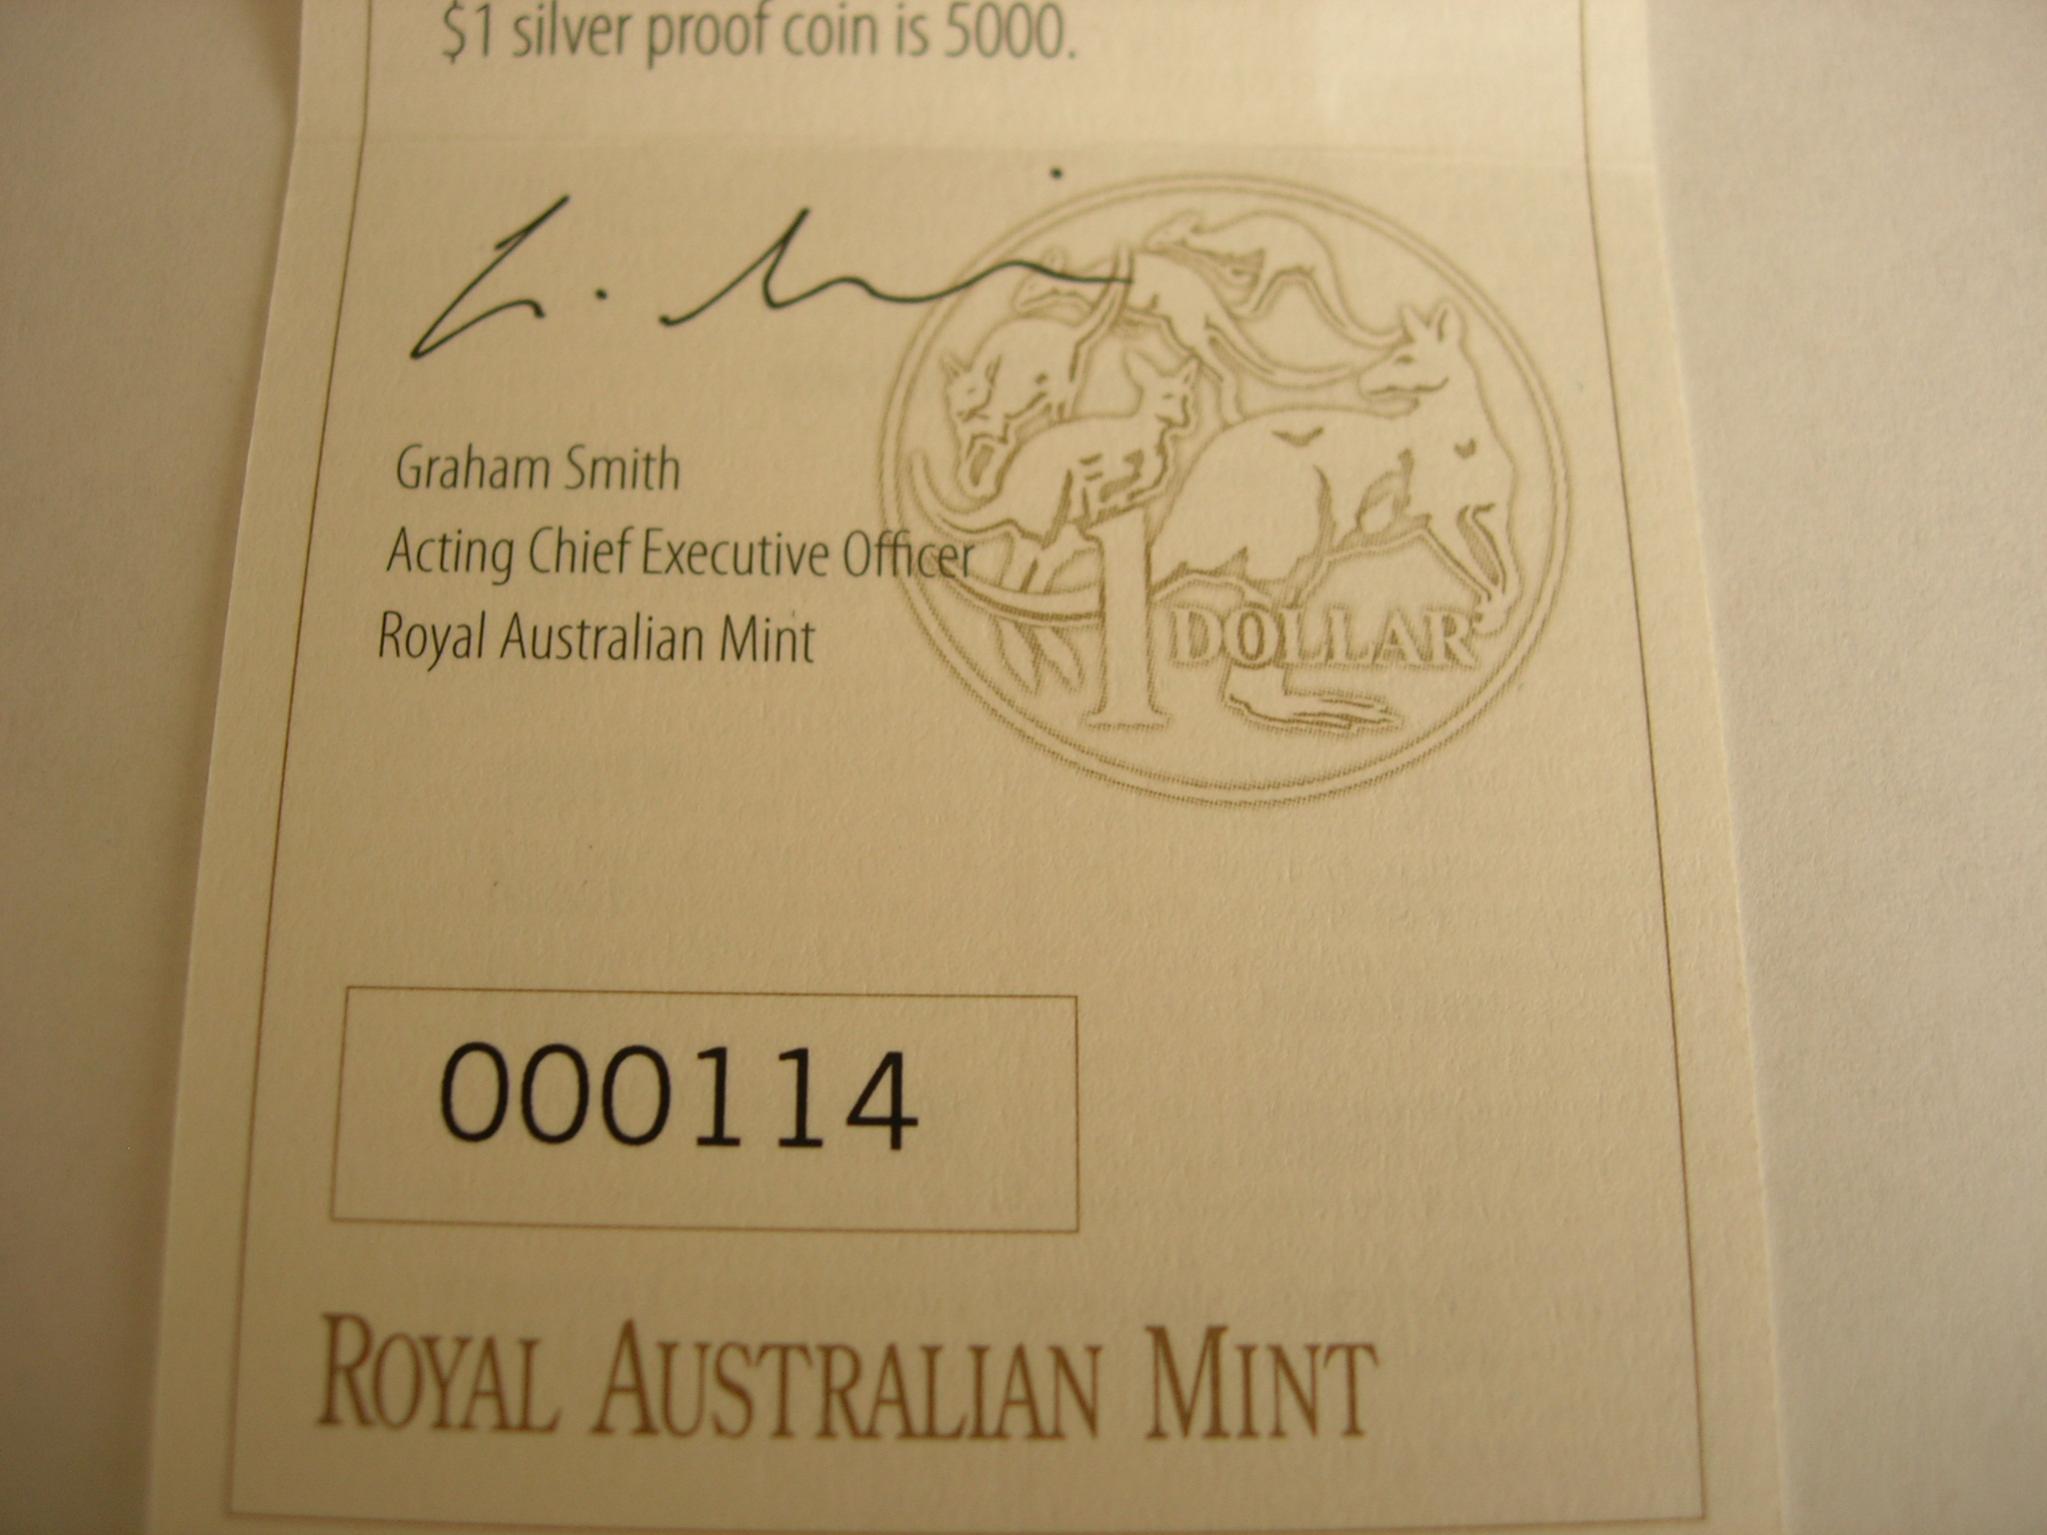 $1 silver proof coin is 5000.
Graham Smith
Acting Chief Executive Officer
Royal Australian Mint
1 DOLLAR
000114
ROYAL AUSTRALIAN MINT